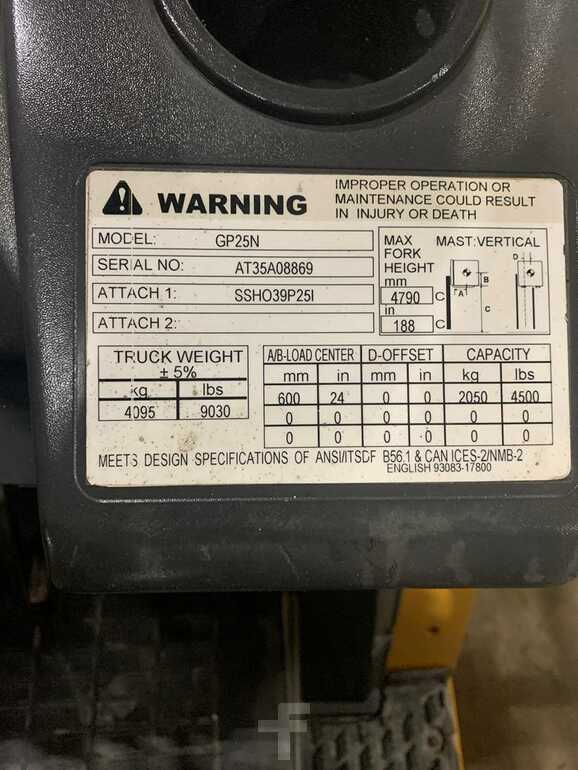 WARNING
IMPROPER OPERATION OR
MAINTENANCE COULD RESULT
IN INJURY OR DEATH
MODEL: GP25N
SERIAL NO: AT35A08869
ATTACH 1: SSHO39P25I
ATTACH 2:
MAX
FORK
HEIGHT
mm
4790 C
in
188 C
MAST:VERTICAL
A
B
C
D
TRUCK WEIGHT
± 5%
kg lbs
4095 9030
A/B-LOAD CENTER D-OFFSET CAPACITY
mm in mm in kg lbs
600 24 0 0 2050 4500
0 0 0 0 0 0
0 0 0 0 0 0
MEETS DESIGN SPECIFICATIONS OF ANSI/ITSDF B56.1 & CAN ICES-2/NMB-2
ENGLISH 93083-17800